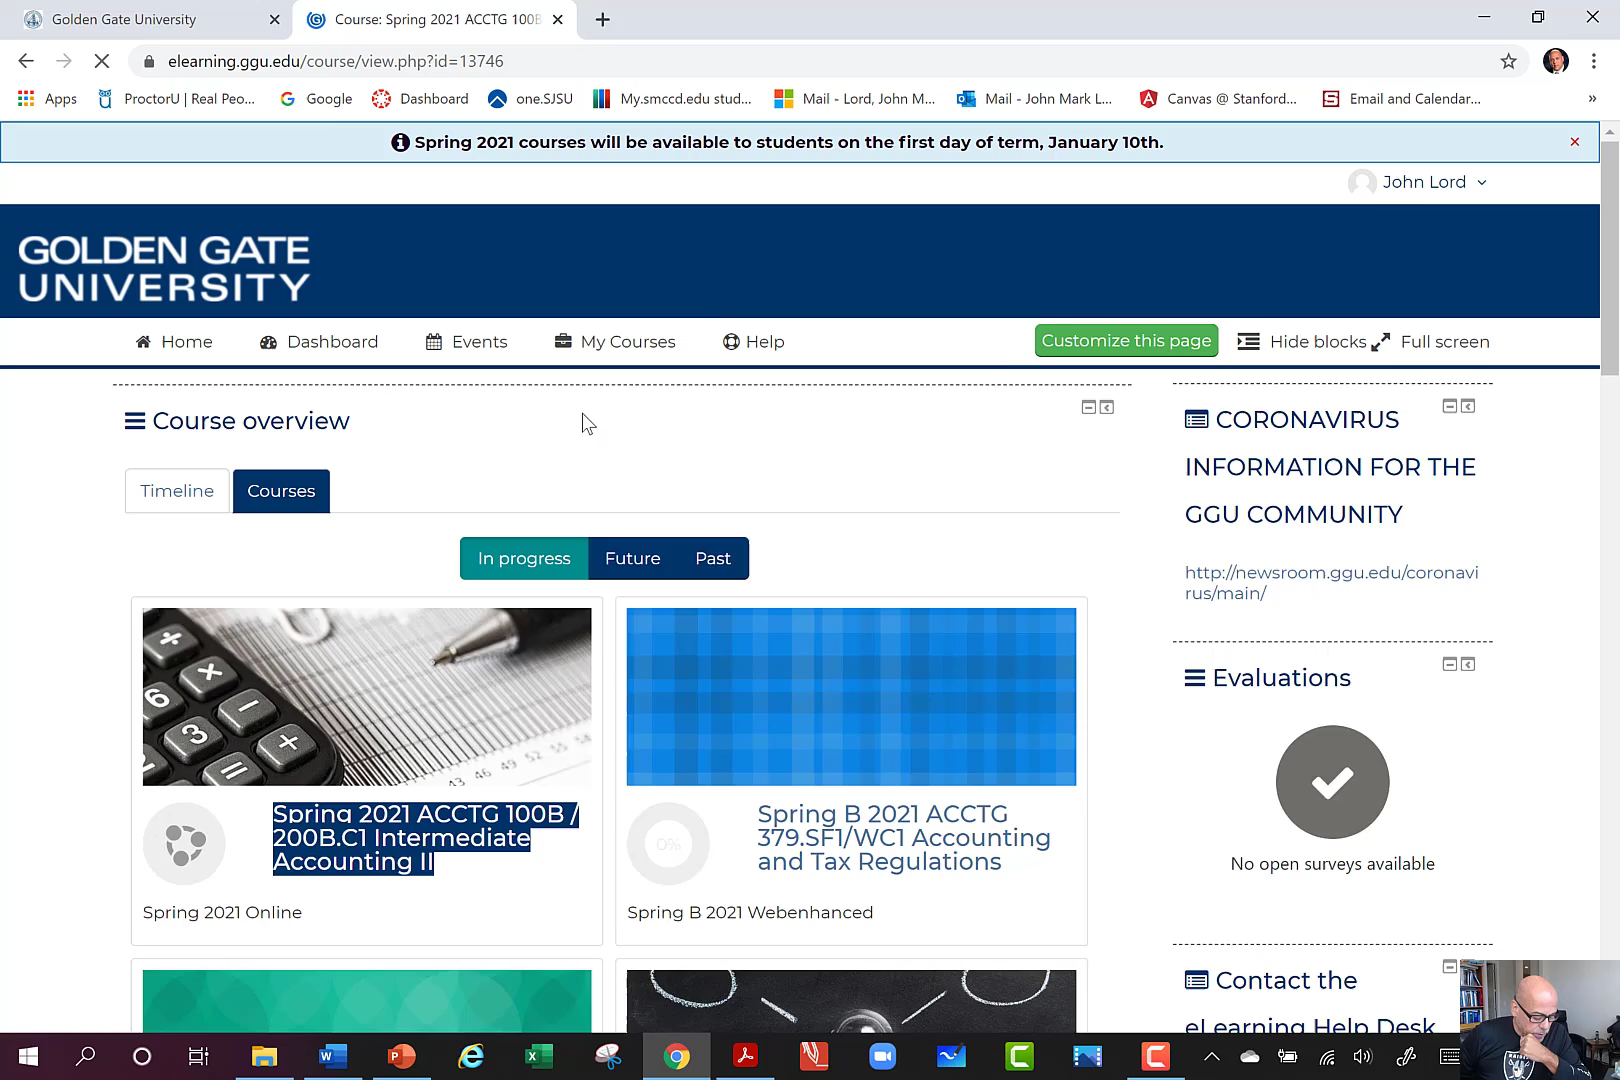 Golden Gate University
Course: Spring 2021 ACCTG 100B
elearning.ggu.edu/course/view.php?id=13746
Apps
ProctorU | Real Peo...
Google
Dashboard
one.SJSU
My.smccd.edu stud...
Mail - Lord, John M...
Mail - John Mark L...
Canvas @ Stanford...
Email and Calendar...
Spring 2021 courses will be available to students on the first day of term, January 10th.
John Lord
GOLDEN GATE
UNIVERSITY
Home
Dashboard
Events
My Courses
Help
Customize this page
Hide blocks
Full screen
Course overview
Timeline
Courses
In progress
Future
Past
Spring 2021 ACCTG 100B /
200B.C1 Intermediate
Accounting II
Spring 2021 Online
0%
Spring B 2021 ACCTG
379.SF1/WC1 Accounting
and Tax Regulations
Spring B 2021 Webenhanced
CORONAVIRUS
INFORMATION FOR THE
GGU COMMUNITY
http://newsroom.ggu.edu/coronavi
rus/main/
Evaluations
No open surveys available
Contact the
eLearning Help Desk